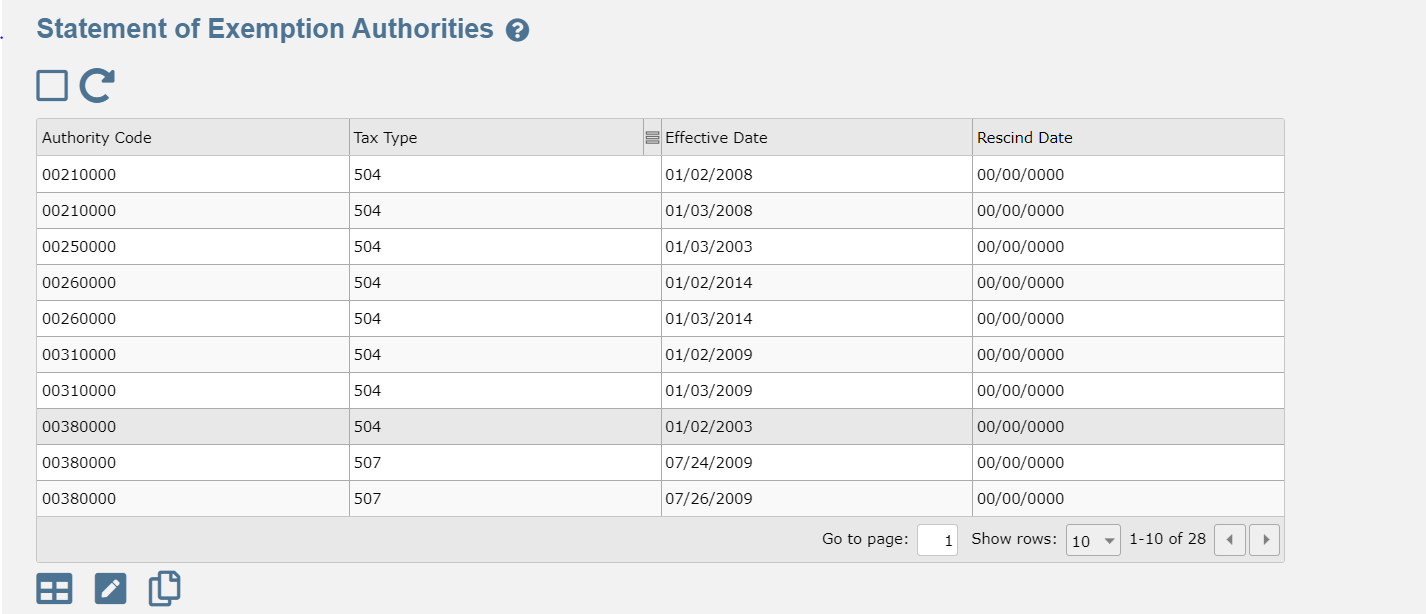 Statement of Exemption Authorities ?
Authority Code Tax Type Effective Date Rescind Date
00210000 504 01/02/2008 00/00/0000
00210000 504 01/03/2008 00/00/0000
00250000 504 01/03/2003 00/00/0000
00260000 504 01/02/2014 00/00/0000
00260000 504 01/03/2014 00/00/0000
00310000 504 01/02/2009 00/00/0000
00310000 504 01/03/2009 00/00/0000
00380000 504 01/02/2003 00/00/0000
00380000 507 07/24/2009 00/00/0000
00380000 507 07/26/2009 00/00/0000
Go to page: 1 Show rows: 10 1-10 of 28